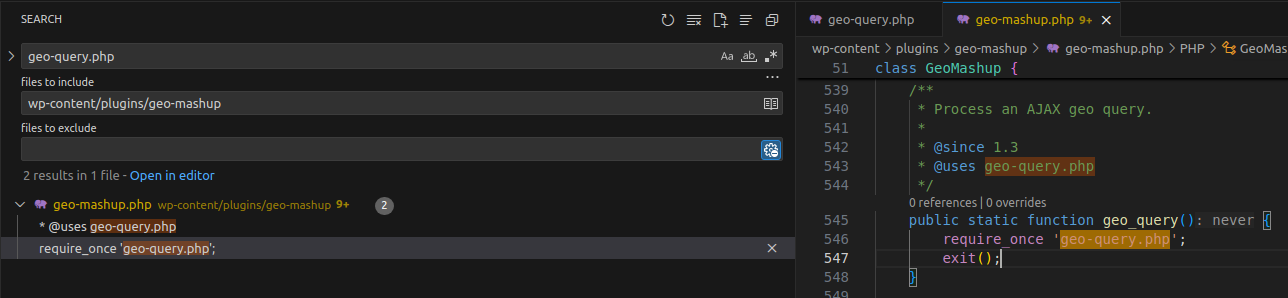 SEARCH
geo-query.php
Aa ab .*
files to include
...
wp-content/plugins/geo-mashup
files to exclude
2 results in 1 file - Open in editor
geo-mashup.php wp-content/plugins/geo-mashup 9+ 2
* @uses geo-query.php
require_once 'geo-query.php';
geo-query.php geo-mashup.php 9+
wp-content > plugins > geo-mashup > geo-mashup.php > PHP > GeoMas
51 class GeoMashup {
539 /**
540 * Process an AJAX geo query.
541 *
542 * @since 1.3
543 * @uses geo-query.php
544 */
0 references | 0 overrides
545 public static function geo_query(): never {
546 require_once 'geo-query.php';
547 exit();
548 }
549